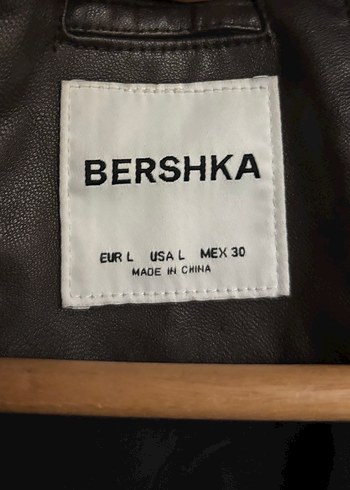 BERSHKA
EUR L USA L MEX 30
MADE IN CHINA